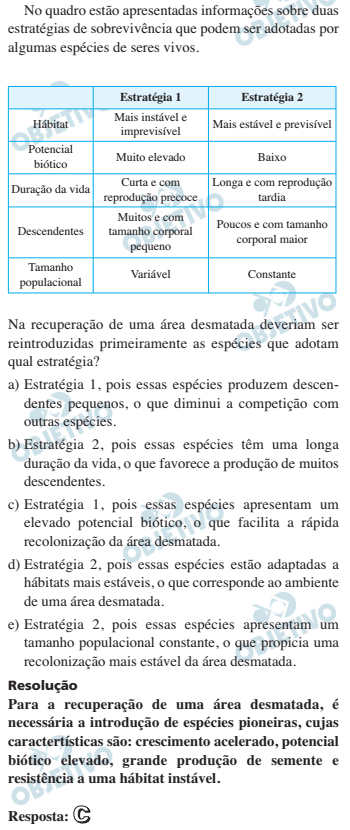 No quadro estão apresentadas informações sobre duas
estratégias de sobrevivência que podem ser adotadas por
algumas espécies de seres vivos.
Estratégia 1 Estratégia 2
Hábitat Mais instável e imprevisível Mais estável e previsível
Potencial biótico Muito elevado Baixo
Duração da vida Curta e com reprodução precoce Longa e com reprodução tardia
Descendentes Muitos e com tamanho corporal pequeno Poucos e com tamanho corporal maior
Tamanho populacional Variável Constante
Na recuperação de uma área desmatada deveriam ser
reintroduzidas primeiramente as espécies que adotam
qual estratégia?
a) Estratégia 1, pois essas espécies produzem descen-
dentes pequenos, o que diminui a competição com
outras espécies.
b) Estratégia 2, pois essas espécies têm uma longa
duração da vida, o que favorece a produção de muitos
descendentes.
c) Estratégia 1, pois essas espécies apresentam um
elevado potencial biótico, o que facilita a rápida
recolonização da área desmatada.
d) Estratégia 2, pois essas espécies estão adaptadas a
hábitats mais estáveis, o que corresponde ao ambiente
de uma área desmatada.
e) Estratégia 2, pois essas espécies apresentam um
tamanho populacional constante, o que propicia uma
recolonização mais estável da área desmatada.
Resolução
Para a recuperação de uma área desmatada, é
necessária a introdução de espécies pioneiras, cujas
características são: crescimento acelerado, potencial
biótico elevado, grande produção de semente e
resistência a uma hábitat instável.
Resposta: C
OBJETIVO
OBJETIVO
OBJETIVO
OBJETIVO
OBJETIVO
OBJETIVO
OBJETIVO
OBJETIVO